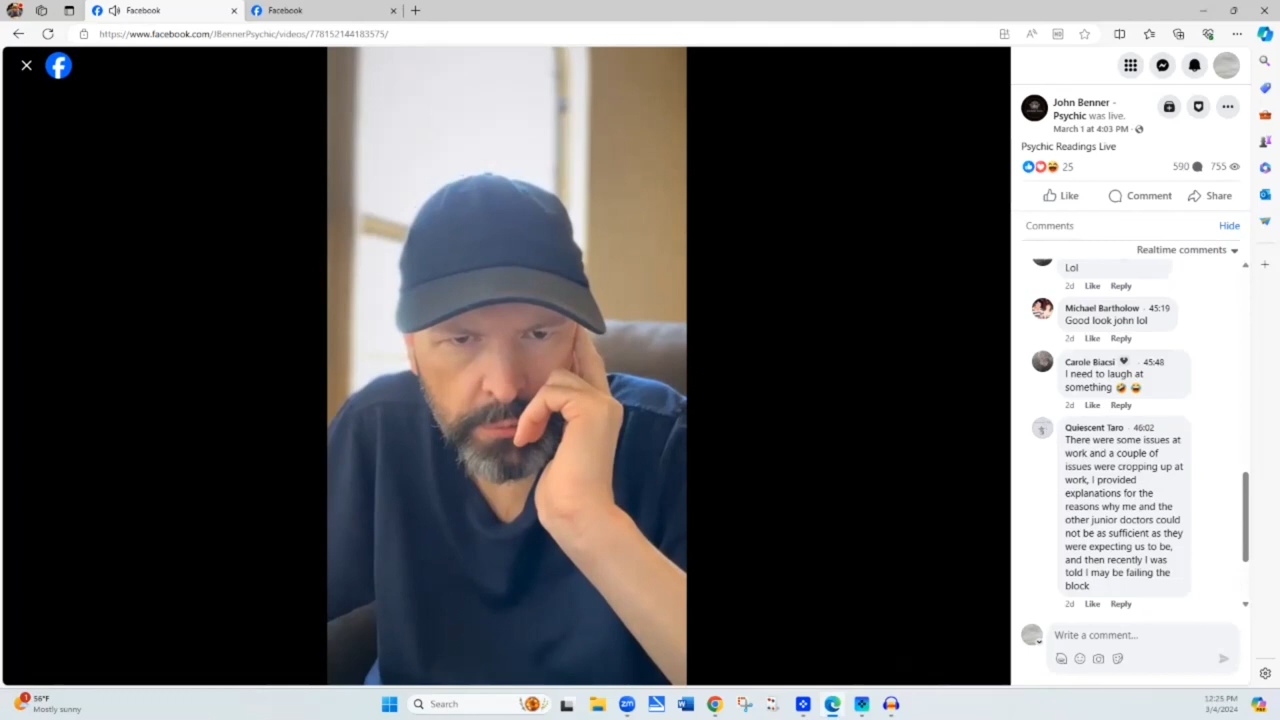 Facebook
Facebook
https://www.facebook.com/JBennerPsychic/videos/778152144183575/
John Benner -
Psychic was live.
March 1 at 4:03 PM ·
Psychic Readings Live
25
590
755
Like
Comment
Share
Comments
Hide
Realtime comments
Lol
2d Like Reply
Michael Bartholow · 45:19
Good look john lol
2d Like Reply
Carole Biacsi · 45:48
I need to laugh at
something
2d Like Reply
Quiescent Taro · 46:02
There were some issues at
work and a couple of
issues were cropping up at
work, I provided
explanations for the
reasons why me and the
other junior doctors could
not be as sufficient as they
were expecting us to be,
and then recently I was
told I may be failing the
block
2d Like Reply
Write a comment...
1
56°F
Mostly sunny
Search
zm
W
12:25 PM
3/4/2024